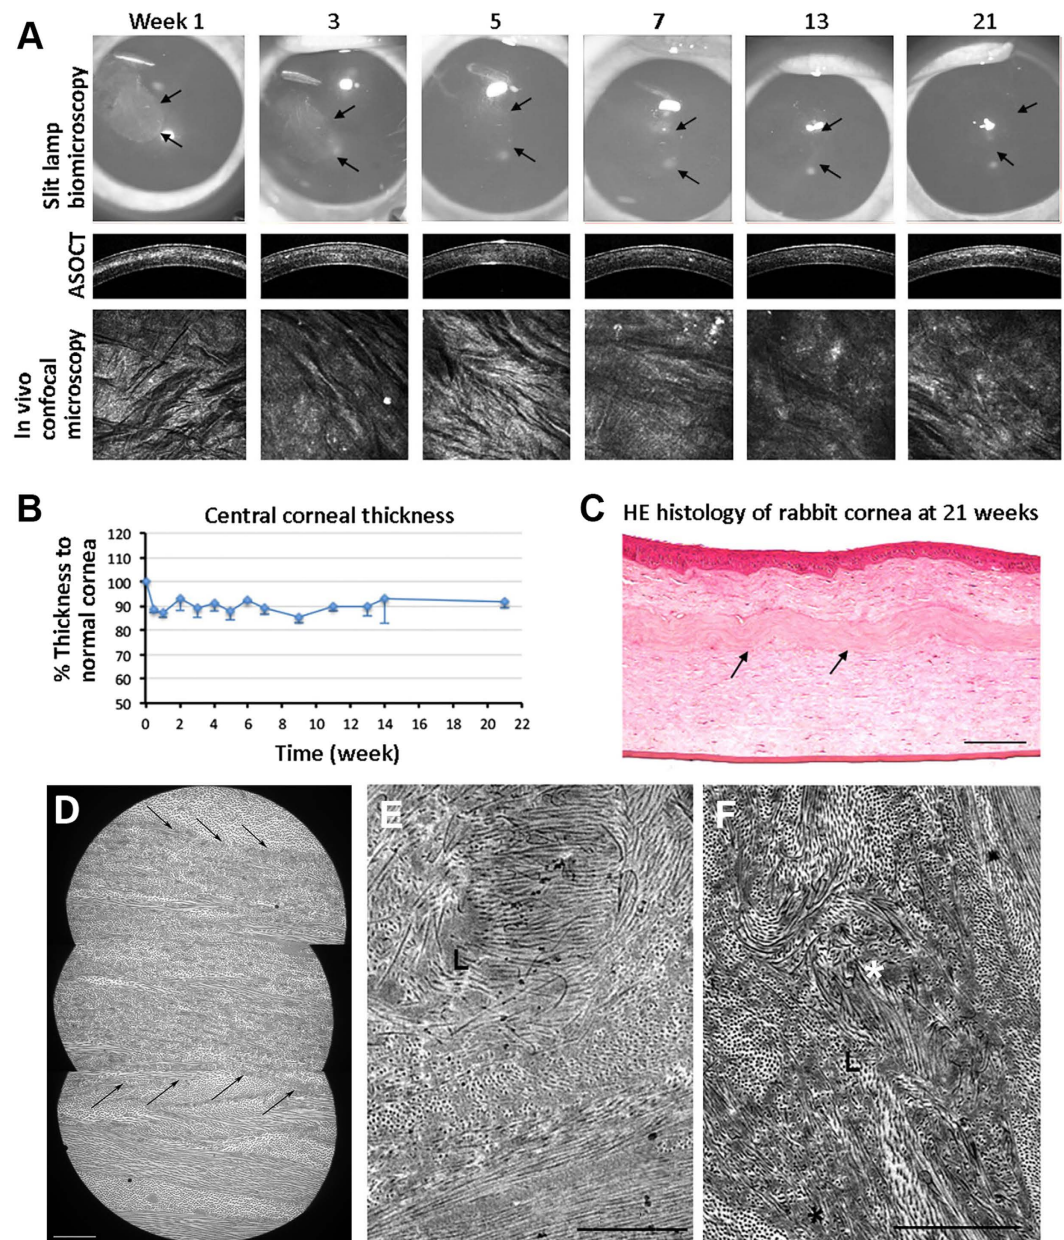 A
Week 1 3 5 7 13 21
Slit lamp
biomicroscopy
ASOCT
In vivo
confocal
microscopy
B
Central corneal thickness
% Thickness to
normal cornea
120
110
100
90
80
70
60
50
0 2 4 6 8 10 12 14 16 18 20 22
Time (week)
C HE histology of rabbit cornea at 21 weeks
D
E
L
F
*
L
*